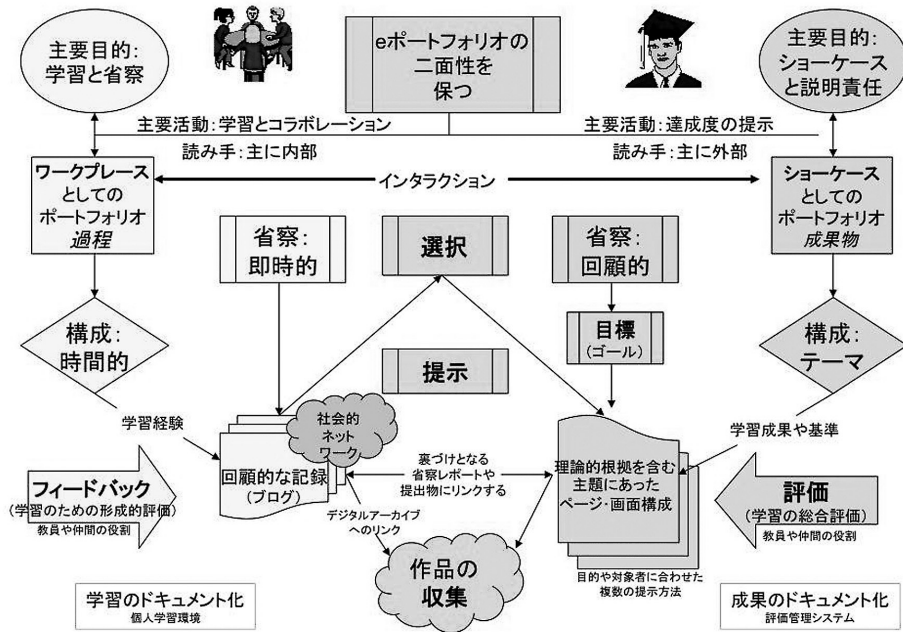 主要目的：
学習と省察
eポートフォリオの
二面性を
保つ
主要目的：
ショーケース
と説明責任
主要活動：学習とコラボレーション
主要活動：達成度の提示
読み手：主に内部
読み手：主に外部
ワークプレース
としての
ポートフォリオ
過程
インタラクション
ショーケース
としての
ポートフォリオ
成果物
省察：
即時的
選択
省察：
回顧的
構成：
時間的
目標
（ゴール）
構成：
テーマ
提示
学習経験
社会的
ネット
ワーク
回顧的な記録
（ブログ）
裏づけとなる
省察レポートや
提出物にリンクする
理論的根拠を含む
主題にあった
ページ・画面構成
学習成果や基準
フィードバック
（学習のための形成的評価）
教員や仲間の役割
デジタルアーカイブ
へのリンク
評価
（学習の総合評価）
教員や仲間の役割
作品の
収集
目的や対象者に合わせた
複数の提示方法
学習のドキュメント化
個人学習環境
成果のドキュメント化
評価管理システム